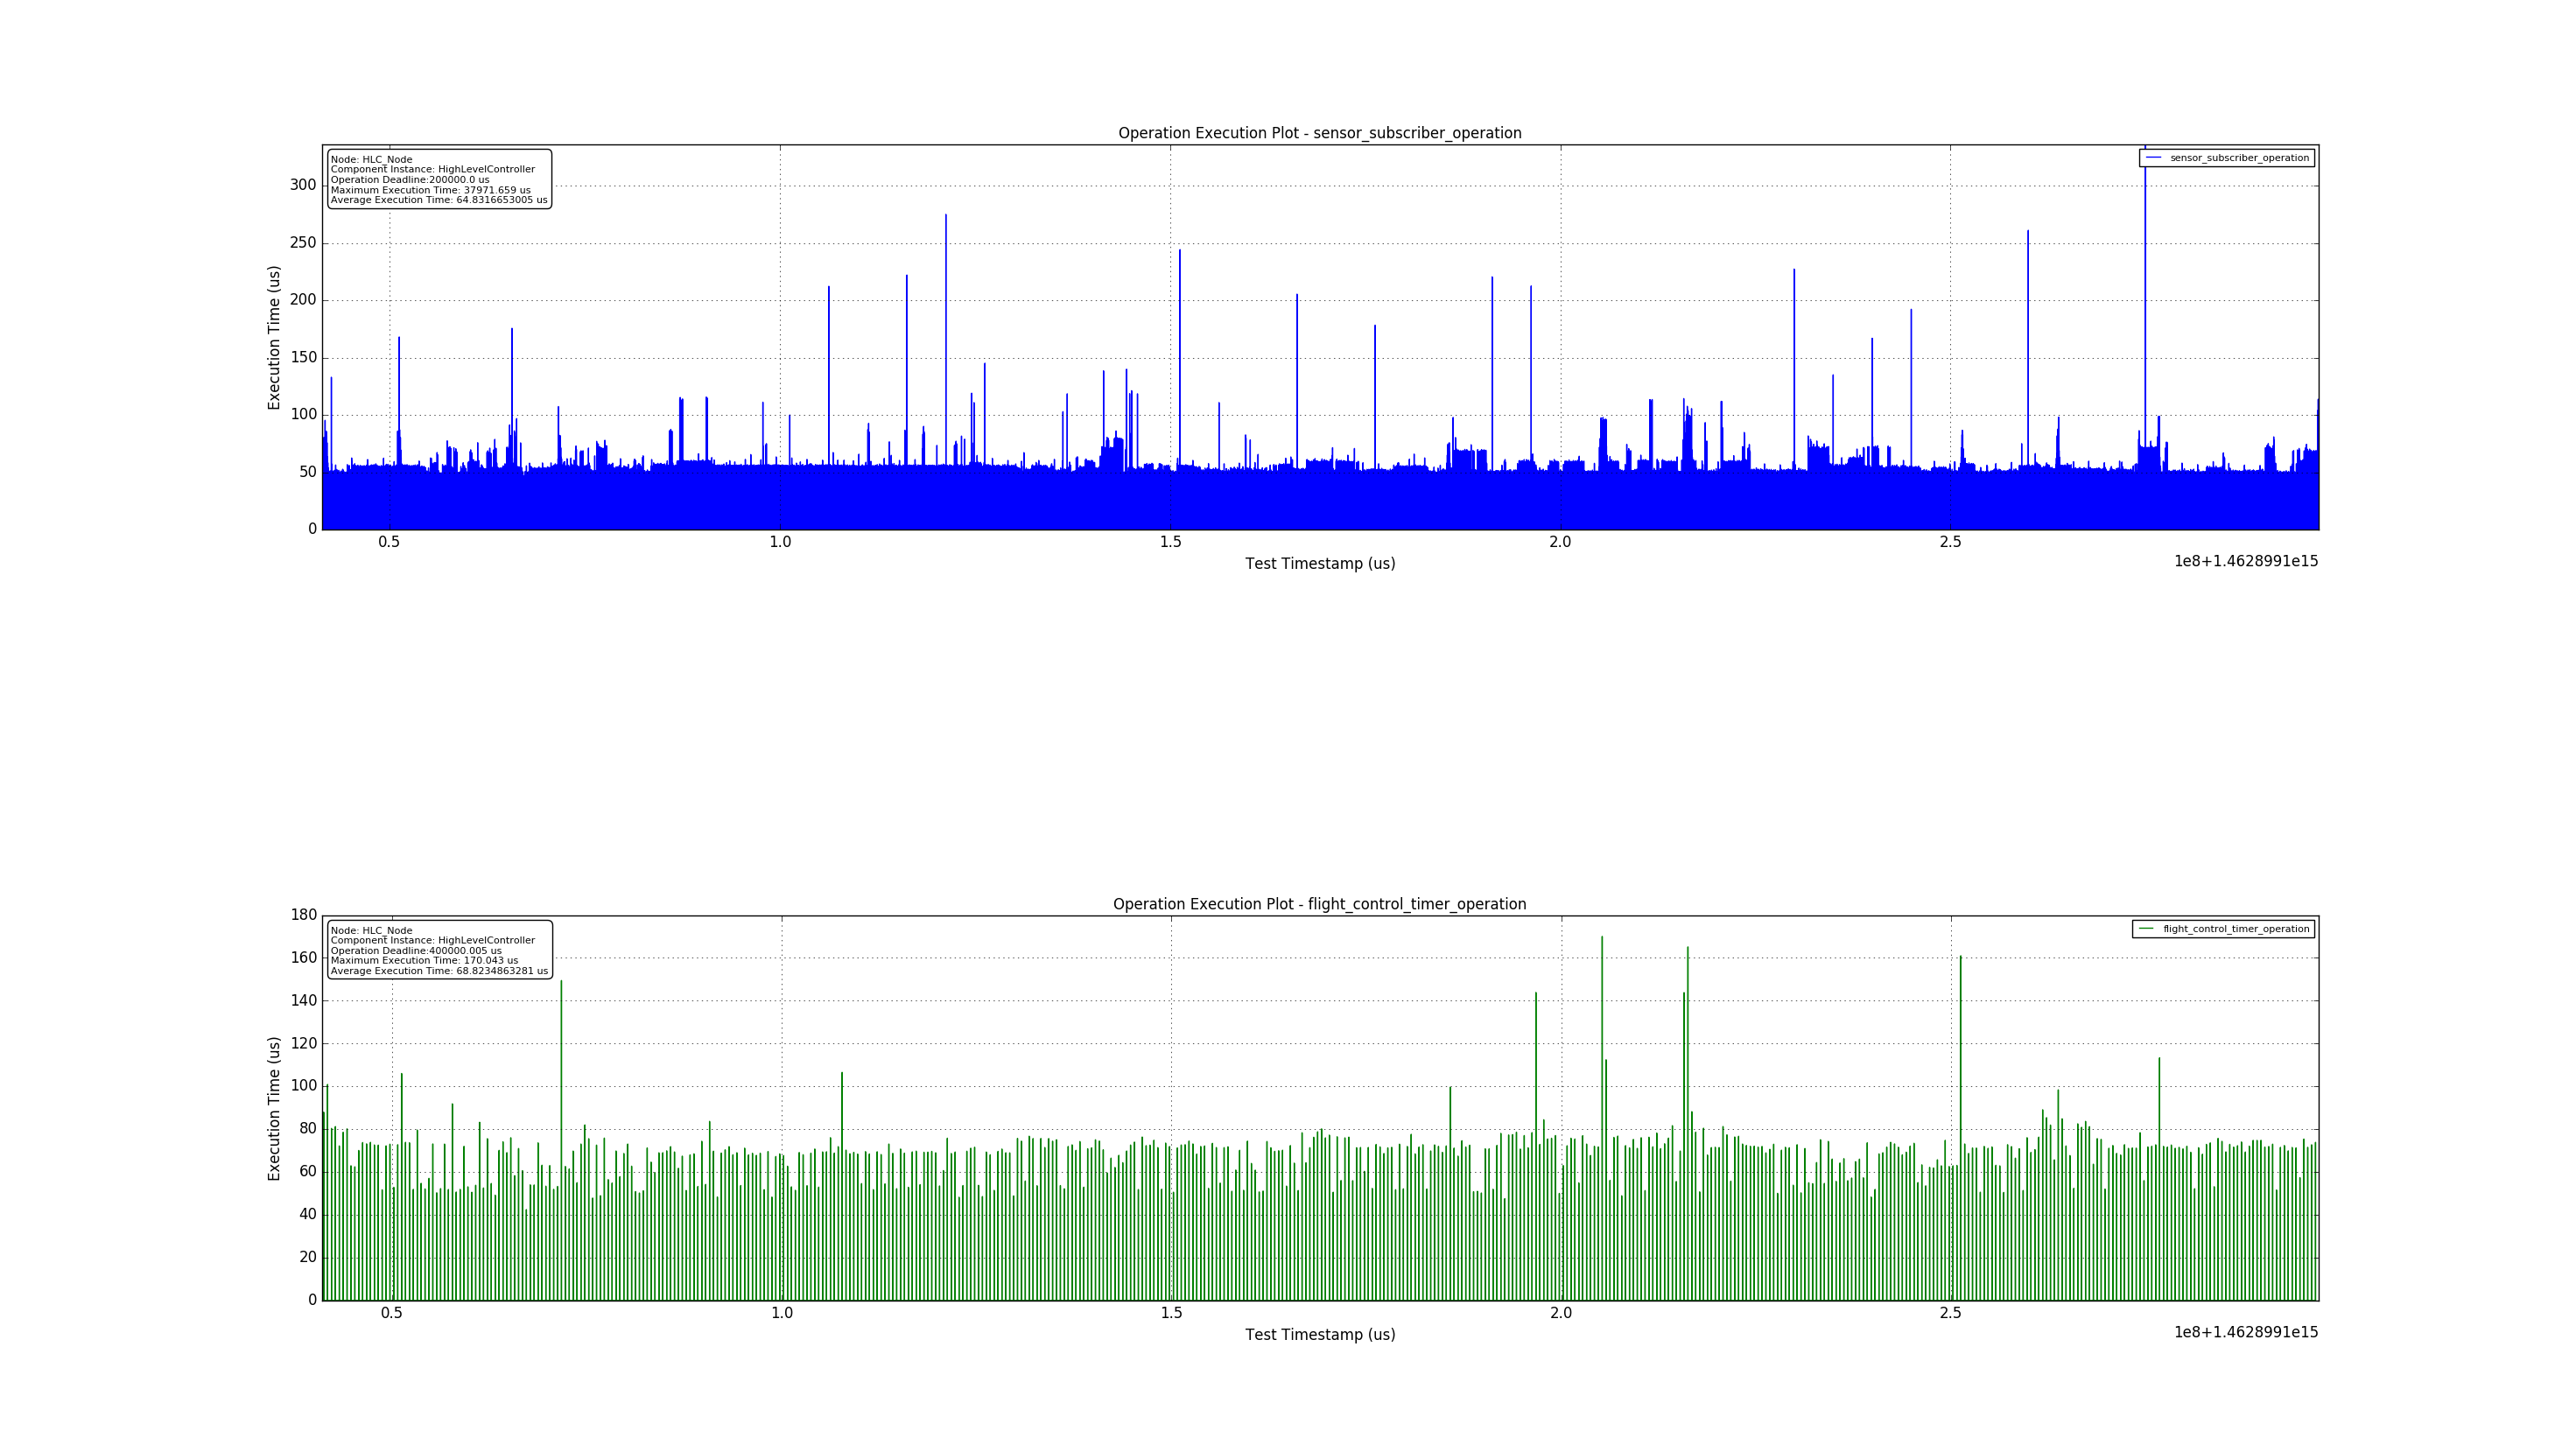 Operation Execution Plot - sensor_subscriber_operation
Node: HLC_Node
Component Instance: HighLevelController
Operation Deadline:200000.0 us
Maximum Execution Time: 37971.659 us
Average Execution Time: 64.8316653005 us
sensor_subscriber_operation
300
250
200
150
100
50
0
Execution Time (us)
0.5 1.0 1.5 2.0 2.5
Test Timestamp (us)
1e8+1.4628991e15
Operation Execution Plot - flight_control_timer_operation
Node: HLC_Node
Component Instance: HighLevelController
Operation Deadline:400000.005 us
Maximum Execution Time: 170.043 us
Average Execution Time: 68.8234863281 us
flight_control_timer_operation
180
160
140
120
100
80
60
40
20
0
Execution Time (us)
0.5 1.0 1.5 2.0 2.5
Test Timestamp (us)
1e8+1.4628991e15